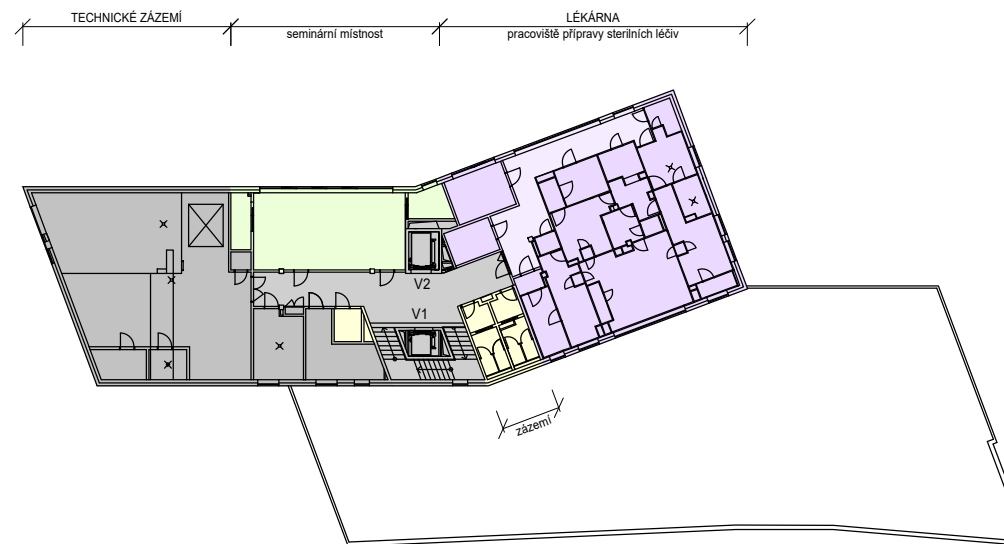 TECHNICKÉ ZÁZEMÍ
LÉKÁRNA
seminární místnost
pracoviště přípravy sterilních léčiv
V2
V1
zázemí